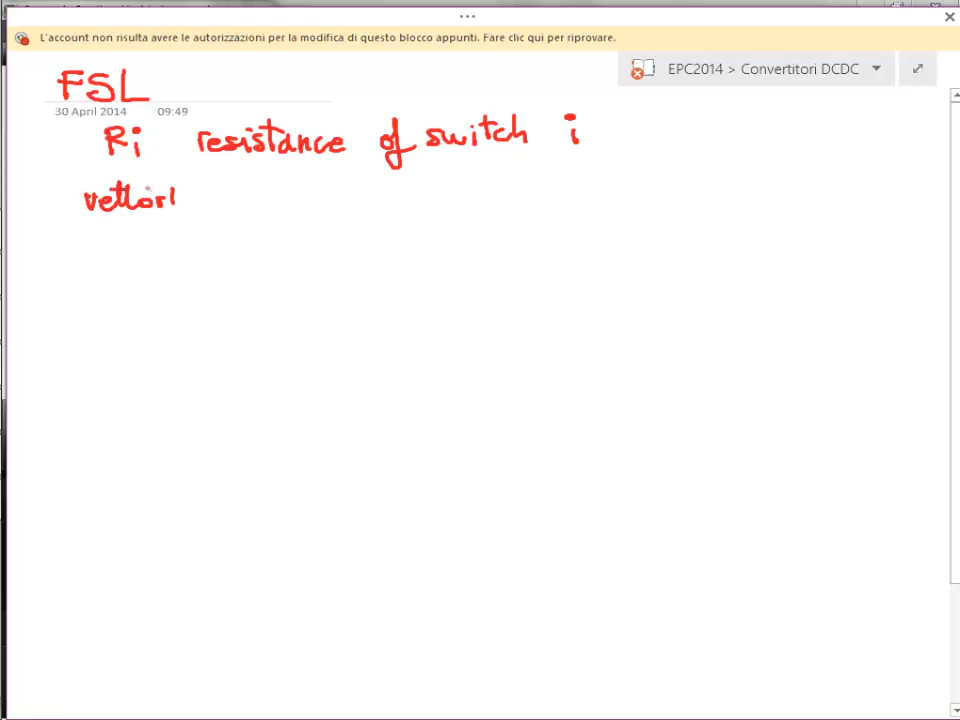 L'account non risulta avere le autorizzazioni per la modifica di questo blocco appunti. Fare clic qui per riprovare.
EPC2014 > Convertitori DCDC
FSL
30 April 2014 09:49
Ri resistance of switch i
vettori